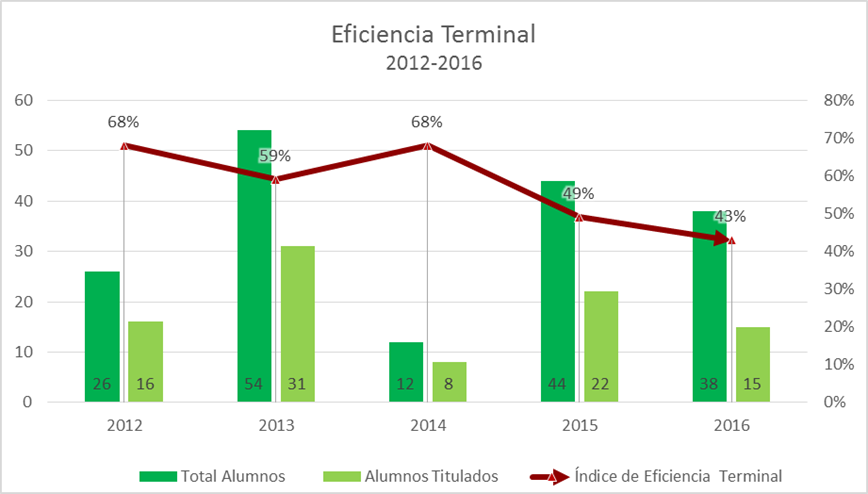 Eficiencia Terminal
2012-2016
60 80%
50 70%
40 60%
30 50%
20 40%
10 30%
0 20%
10%
0%
68% 59% 68% 49% 43%
26 16 54 31 12 8 44 22 38 15
2012 2013 2014 2015 2016
Total Alumnos Alumnos Titulados Índice de Eficiencia Terminal